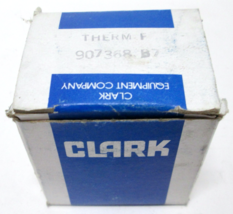 THERM. F
907368 B7
CLARK
EQUIPMENT COMPANY
CLARK